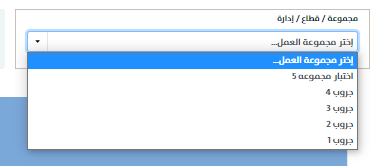 مجموعة / قطاع / إدارة
إختر مجموعة العمل...
إختر مجموعة العمل...
اختبار مجموعه 5
جروب 4
جروب 3
جروب 2
جروب 1